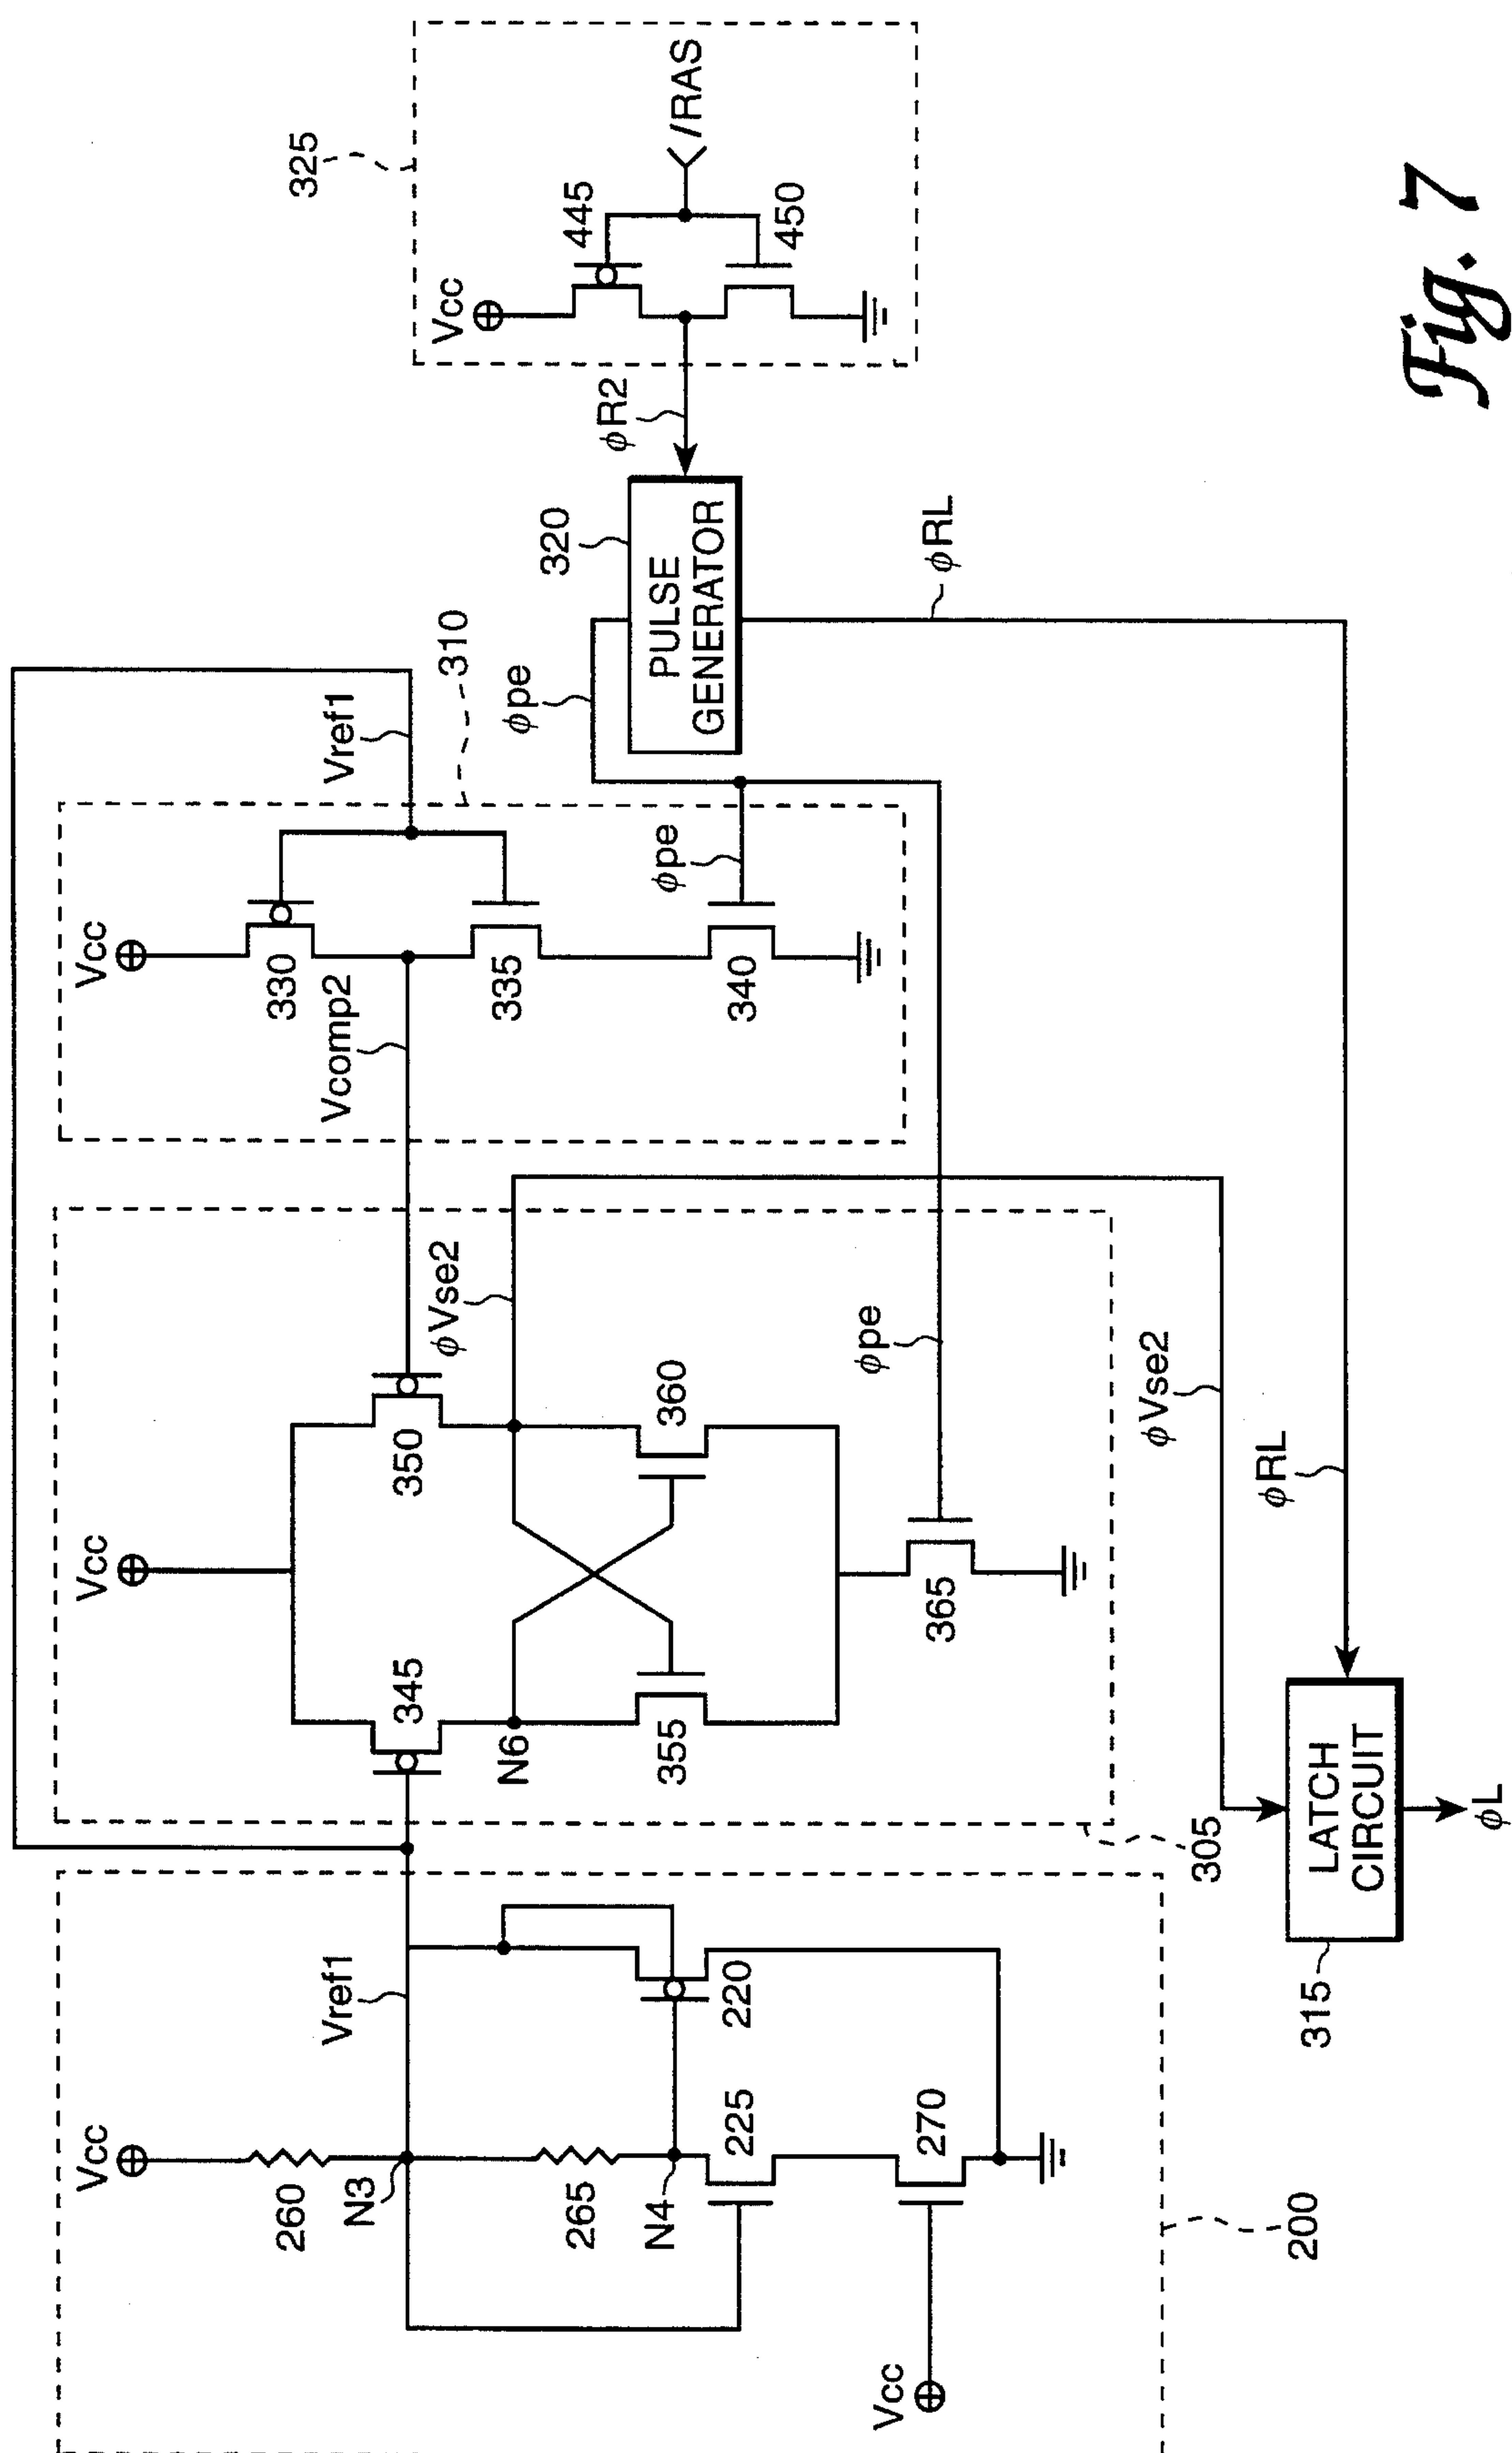 Vcc
260
N3
Vref1
265
N4
225
220
Vcc
270
200
Vcc
345
350
N6
φVse2
355
360
φpe
365
305
Vref1
310
Vcc
330
Vcomp2
335
φpe
340
φpe
320
PULSE
GENERATOR
φR2
325
Vcc
445
/RAS
450
φRL
φVse2
φRL
315
LATCH
CIRCUIT
φL
Fig. 7